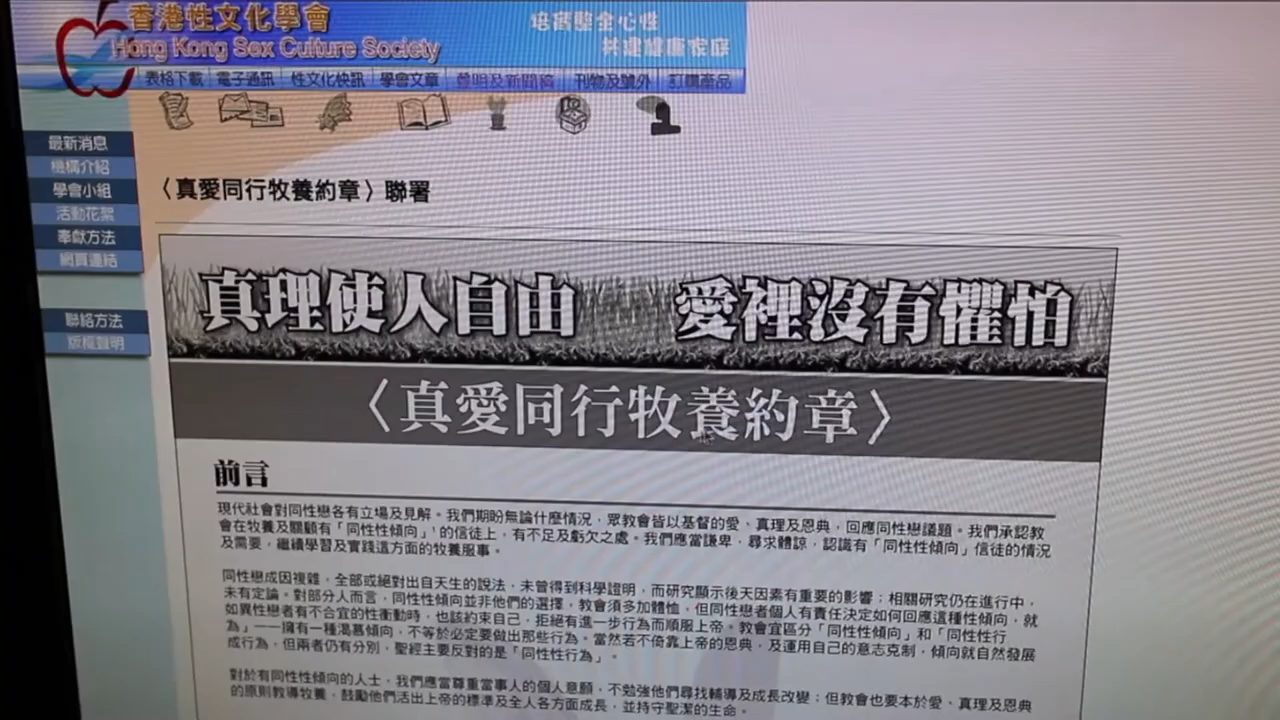 香港性文化學會
Hong Kong Sex Culture Society
培育整全心性
共建健康家庭
表格下載 電子通訊 性文化快訊 學會文章 聲明及新聞稿 刊物及號外 訂購產品
最新消息
機構介紹
學會小組
活動花絮
奉獻方法
網頁連結
聯絡方法
版權聲明
〈真愛同行牧養約章〉聯署
真理使人自由 愛裡沒有懼怕
〈真愛同行牧養約章〉
前言
現代社會對同性戀各有立場及見解。我們期盼無論什麼情況，眾教會皆以基督的愛、真理及恩典，回應同性戀議題。我們承認教
會在牧養及關顧有「同性性傾向」¹的信徒上，有不足及虧欠之處。我們應當謙卑，尋求體諒，認識有「同性性傾向」信徒的情況
及需要，繼續學習及實踐這方面的牧養服事。
同性戀成因複雜，全部或絕對出自天生的說法，未曾得到科學證明，而研究顯示後天因素有重要的影響；相關研究仍在進行中，
未有定論。對部分人而言，同性性傾向並非他們的選擇，教會須多加體恤，但同性戀者個人有責任決定如何回應這種性傾向，就
如異性戀者有不合宜的性衝動時，也該約束自己，拒絕有進一步行為而順服上帝。教會宜區分「同性性傾向」和「同性性行
為」——擁有一種渴慕傾向，不等於必定要做出那些行為。當然若不倚靠上帝的恩典，及運用自己的意志克制，傾向就自然發展
成行為，但兩者仍有分別，聖經主要反對的是「同性性行為」。
對於有同性性傾向的人士，我們應當尊重當事人的個人意願，不勉強他們尋找輔導及成長改變；但教會也要本於愛、真理及恩典
的原則教導牧養，鼓勵他們活出上帝的標準及全人各方面成長，並持守聖潔的生命。